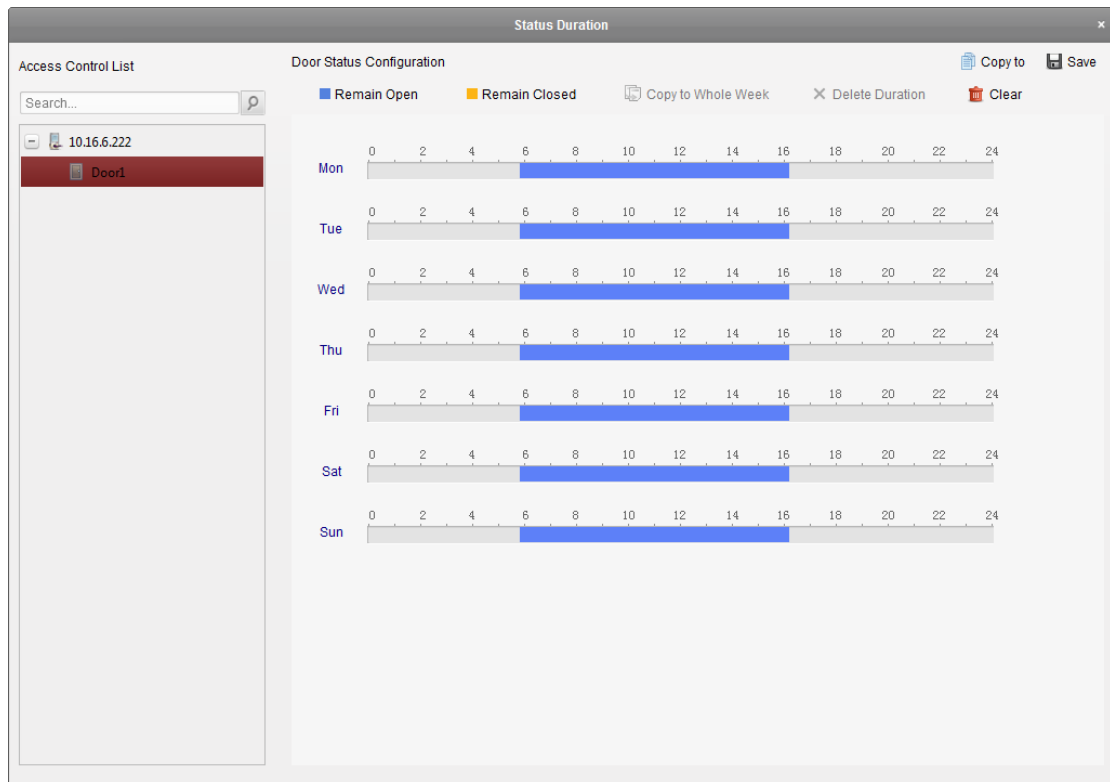 Status Duration ×
Access Control List
Search...
10.16.6.222
Door1
Door Status Configuration Copy to Save
Remain Open Remain Closed Copy to Whole Week Delete Duration Clear
0 2 4 6 8 10 12 14 16 18 20 22 24
Mon
0 2 4 6 8 10 12 14 16 18 20 22 24
Tue
0 2 4 6 8 10 12 14 16 18 20 22 24
Wed
0 2 4 6 8 10 12 14 16 18 20 22 24
Thu
0 2 4 6 8 10 12 14 16 18 20 22 24
Fri
0 2 4 6 8 10 12 14 16 18 20 22 24
Sat
0 2 4 6 8 10 12 14 16 18 20 22 24
Sun